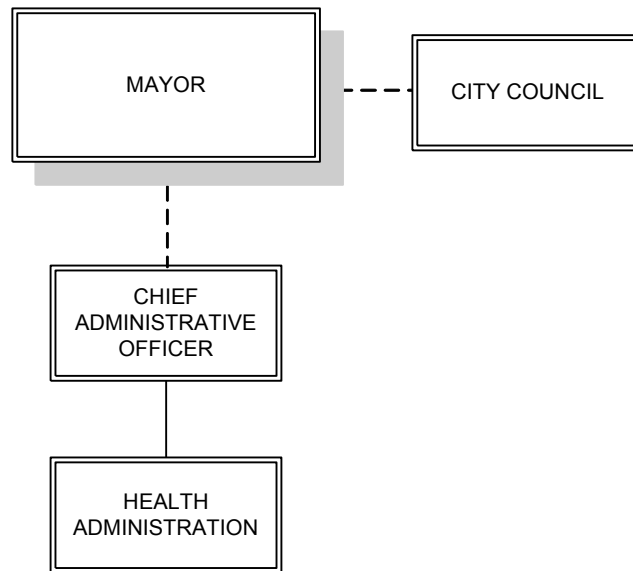 MAYOR
CITY COUNCIL
CHIEF
ADMINISTRATIVE
OFFICER
HEALTH
ADMINISTRATION